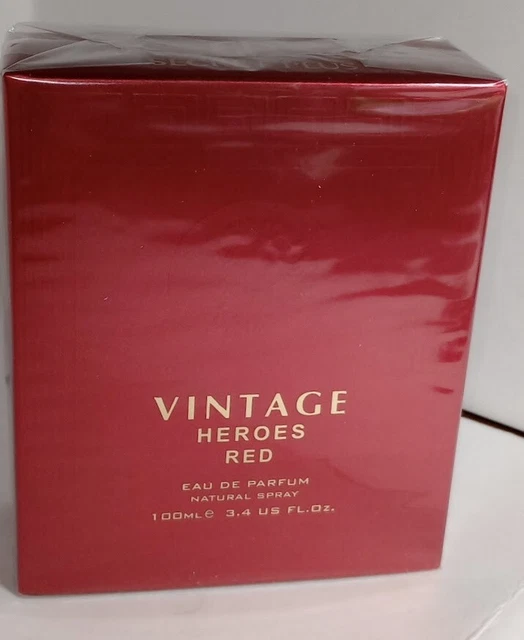 VINTAGE
HEROES
RED
EAU DE PARFUM
NATURAL SPRAY
100ML℮ 3.4 US FL.Oz.